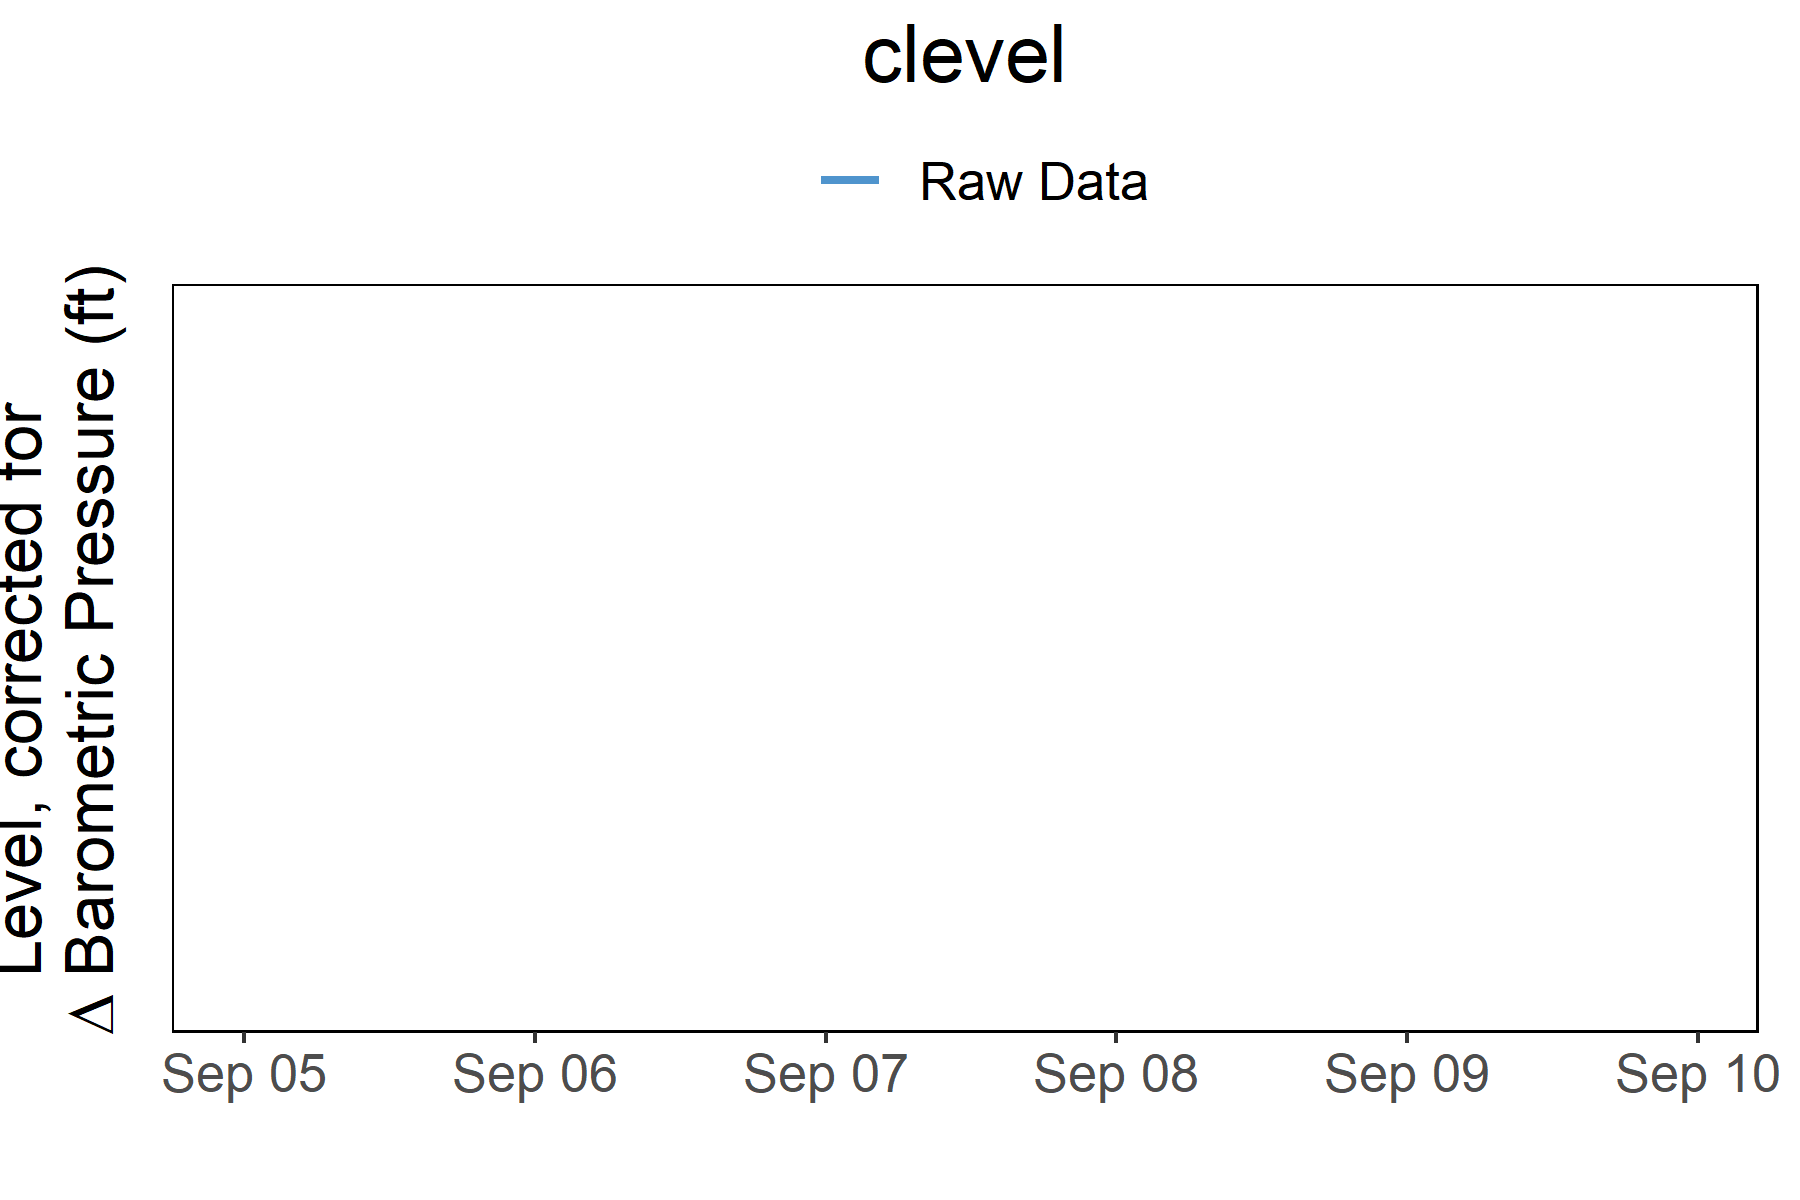 clevel
Raw Data
Level, corrected for
Δ Barometric Pressure (ft)
Sep 05 Sep 06 Sep 07 Sep 08 Sep 09 Sep 10